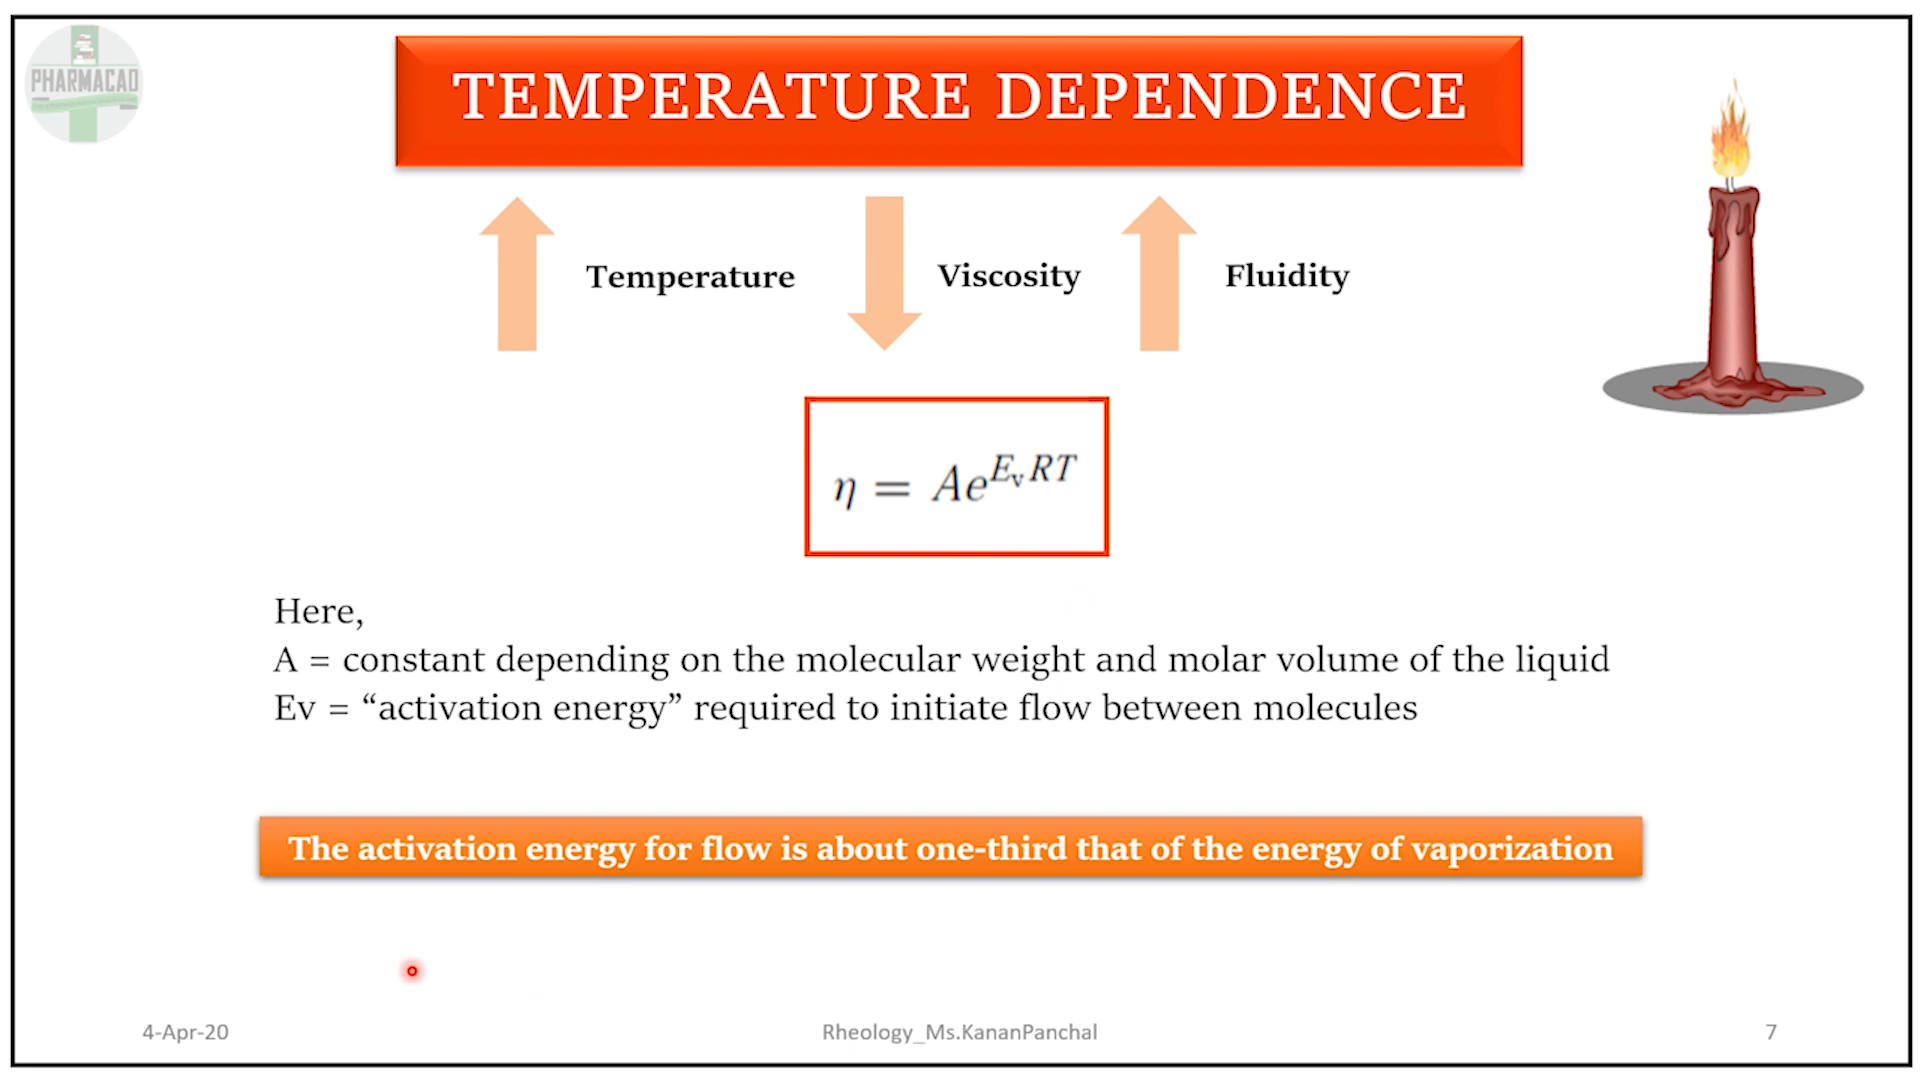 PHARMACAD
TEMPERATURE DEPENDENCE
Temperature
Viscosity
Fluidity
η = Ae^{E_v RT}
Here,
A = constant depending on the molecular weight and molar volume of the liquid
Ev = “activation energy” required to initiate flow between molecules
The activation energy for flow is about one-third that of the energy of vaporization
4-Apr-20
Rheology_Ms.KananPanchal
7